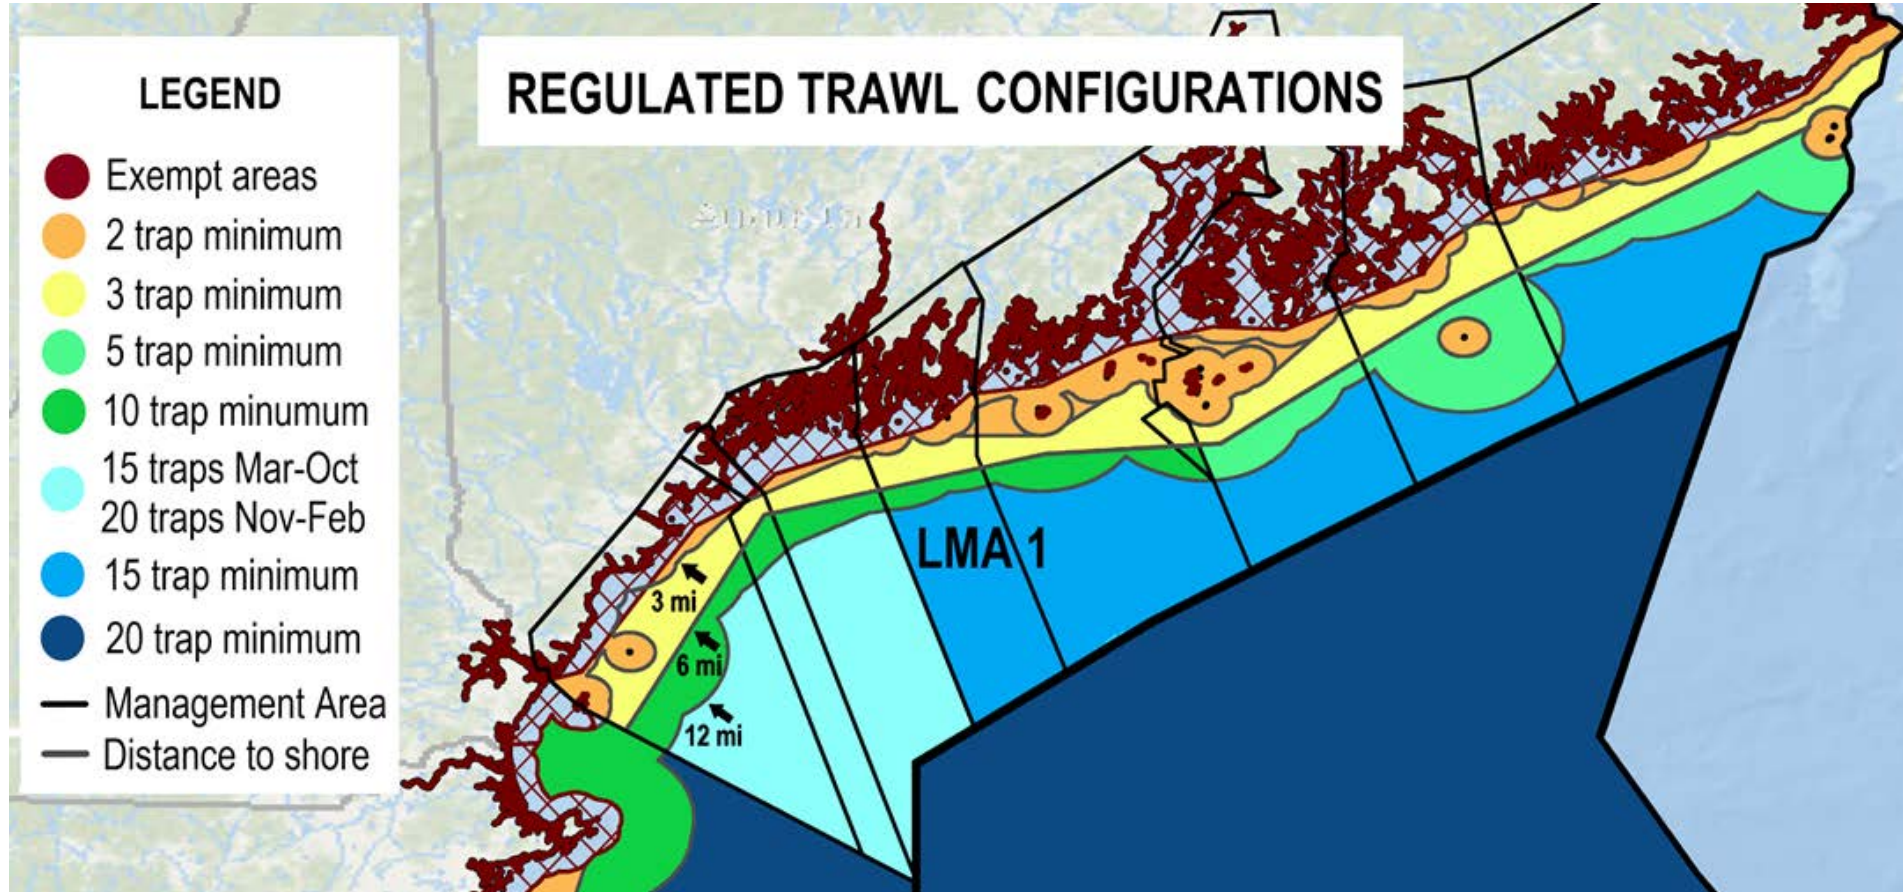 REGULATED TRAWL CONFIGURATIONS
LEGEND
Exempt areas
2 trap minimum
3 trap minimum
5 trap minimum
10 trap minumum
15 traps Mar-Oct
20 traps Nov-Feb
15 trap minimum
20 trap minimum
Management Area
Distance to shore
LMA 1
3 mi
6 mi
12 mi